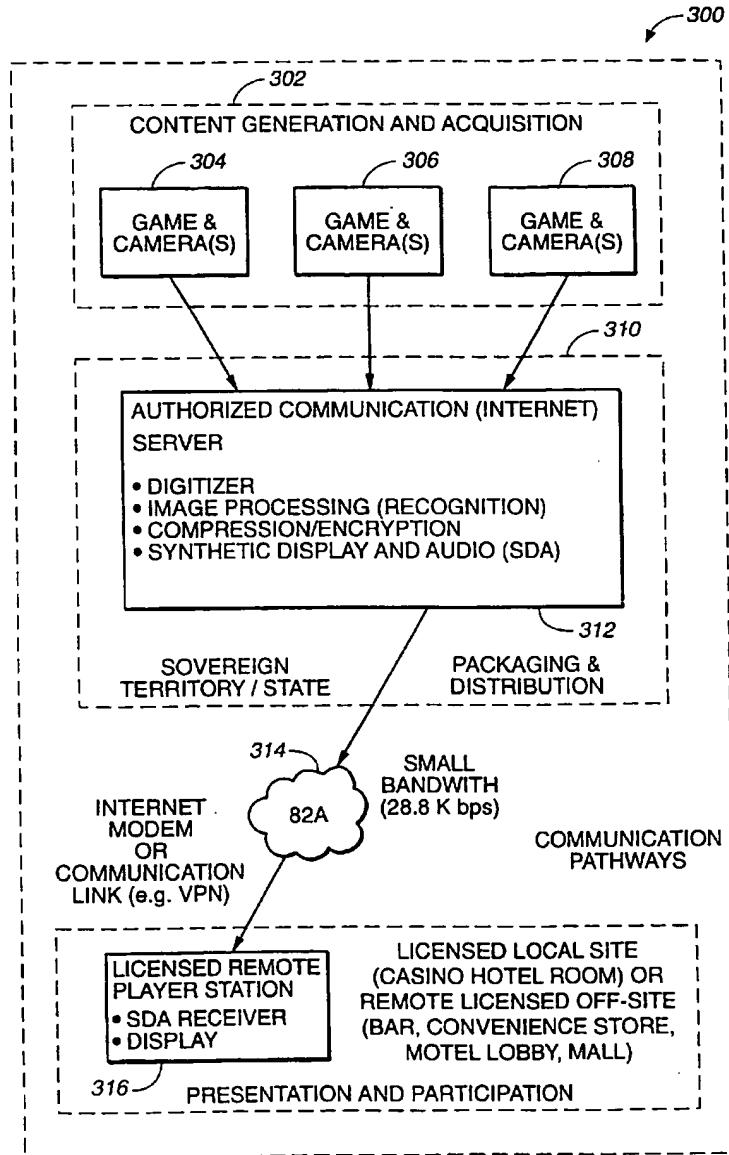 300
302
CONTENT GENERATION AND ACQUISITION
304
306
308
GAME &
CAMERA(S)
GAME &
CAMERA(S)
GAME &
CAMERA(S)
310
AUTHORIZED COMMUNICATION (INTERNET)
SERVER
• DIGITIZER
• IMAGE PROCESSING (RECOGNITION)
• COMPRESSION/ENCRYPTION
• SYNTHETIC DISPLAY AND AUDIO (SDA)
312
SOVEREIGN
TERRITORY / STATE
PACKAGING &
DISTRIBUTION
314
82A
SMALL
BANDWITH
(28.8 K bps)
INTERNET
MODEM
OR
COMMUNICATION
LINK (e.g. VPN)
COMMUNICATION
PATHWAYS
LICENSED REMOTE
PLAYER STATION
• SDA RECEIVER
• DISPLAY
316
LICENSED LOCAL SITE
(CASINO HOTEL ROOM) OR
REMOTE LICENSED OFF-SITE
(BAR, CONVENIENCE STORE,
MOTEL LOBBY, MALL)
PRESENTATION AND PARTICIPATION